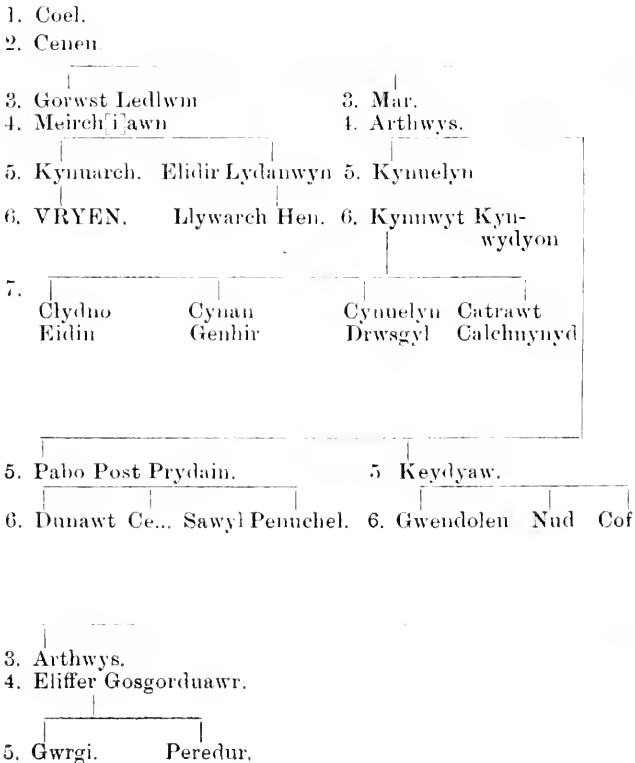 1. Coel.
2. Ceneu
3. Gorwst Ledlwm 3. Mar.
4. Meirch[i]awn 4. Arthwys.
5. Kynuarch. Elidir Lydanwyn 5. Kynuelyn
6. VRYEN. Llywarch Hen. 6. Kynnwyt Kyn-
wydyon
7.
Clydno Cynan Cynuelyn Catrawt
Eidin Genhir Drwsgyl Calchuynyd
5. Pabo Post Prydain. 5 Keydyaw.
6. Dunawt Ce... Sawyl Penuchel. 6. Gwendoleu Nud Cof
3. Arthwys.
4. Eliffer Gosgorduawr.
5. Gwrgi. Peredur.